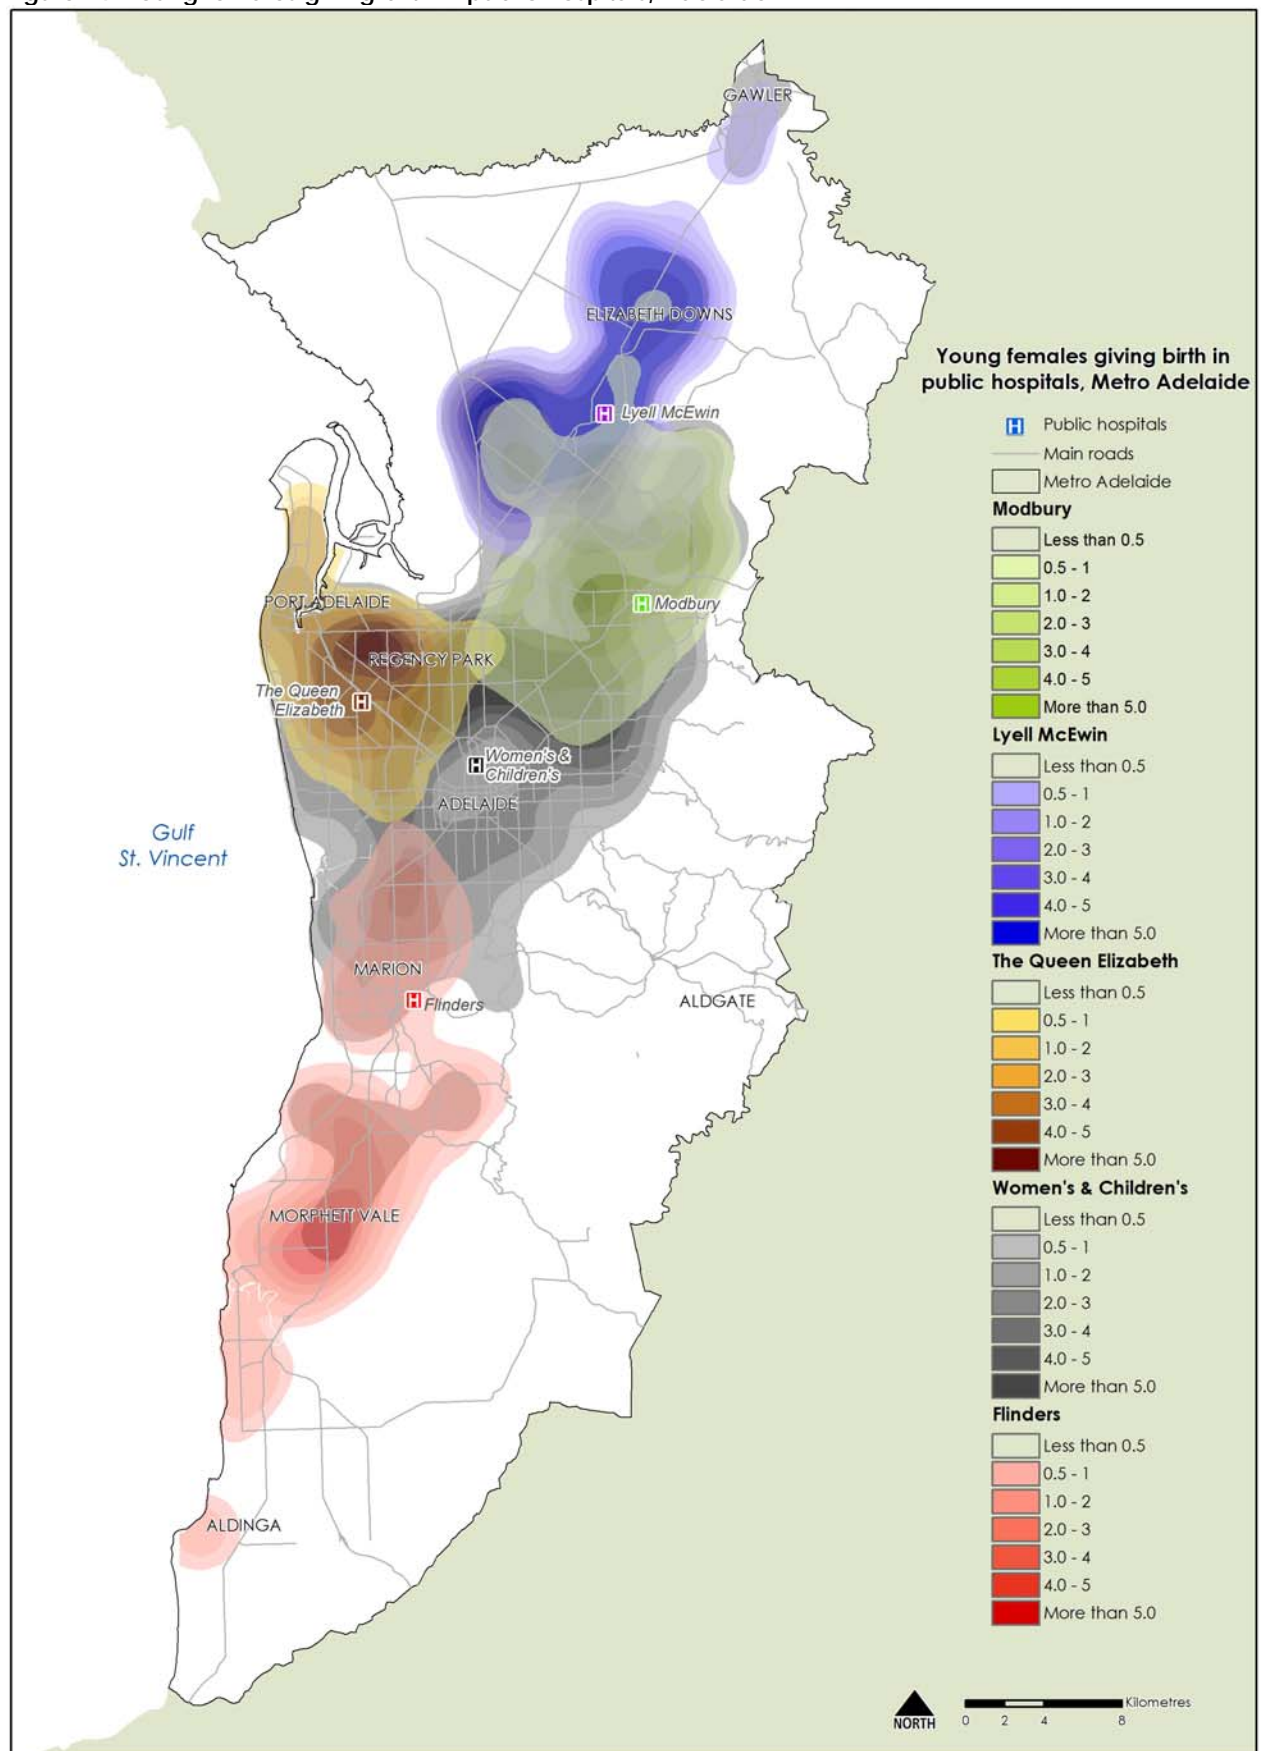 GAWLER
ELIZABETH DOWNS
Lyell McEwin
Modbury
PORT ADELAIDE
REGENCY PARK
The Queen
Elizabeth
Women's &
Children's
ADELAIDE
Gulf
St. Vincent
MARION
Flinders
ALDGATE
MORPHETT VALE
ALDINGA
Young females giving birth in
public hospitals, Metro Adelaide
H Public hospitals
Main roads
Metro Adelaide
Modbury
Less than 0.5
0.5 - 1
1.0 - 2
2.0 - 3
3.0 - 4
4.0 - 5
More than 5.0
Lyell McEwin
Less than 0.5
0.5 - 1
1.0 - 2
2.0 - 3
3.0 - 4
4.0 - 5
More than 5.0
The Queen Elizabeth
Less than 0.5
0.5 - 1
1.0 - 2
2.0 - 3
3.0 - 4
4.0 - 5
More than 5.0
Women's & Children's
Less than 0.5
0.5 - 1
1.0 - 2
2.0 - 3
3.0 - 4
4.0 - 5
More than 5.0
Flinders
Less than 0.5
0.5 - 1
1.0 - 2
2.0 - 3
3.0 - 4
4.0 - 5
More than 5.0
NORTH
Kilometres
0 2 4 8